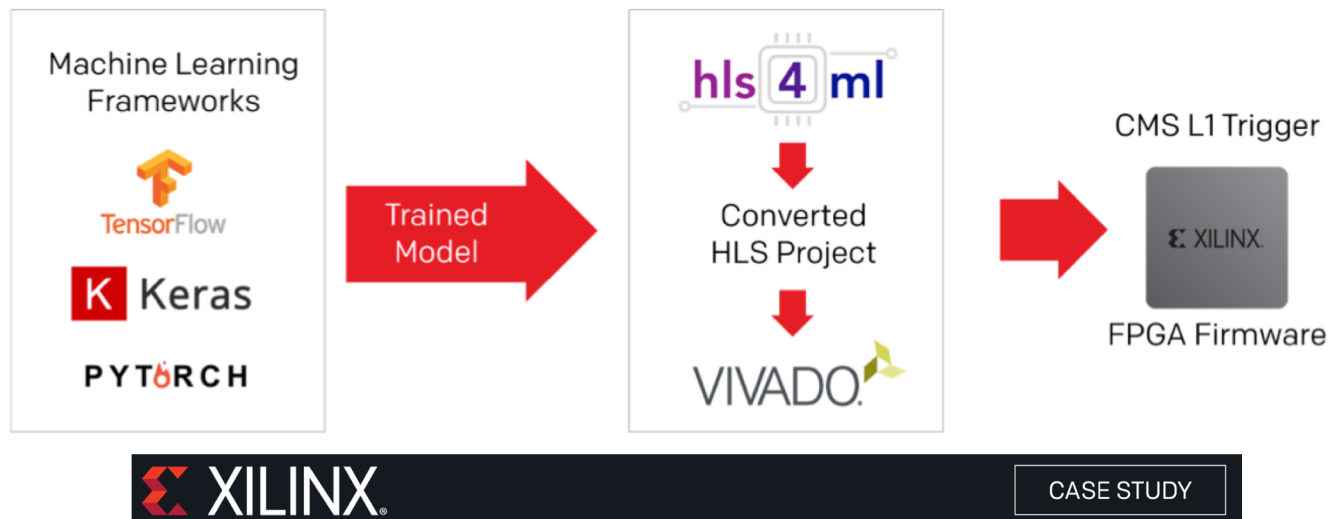 Machine Learning
Frameworks
TensorFlow
K Keras
PYTORCH
Trained
Model
hls 4 ml
Converted
HLS Project
VIVADO.
CMS L1 Trigger
XILINX.
FPGA Firmware
XILINX®
CASE STUDY